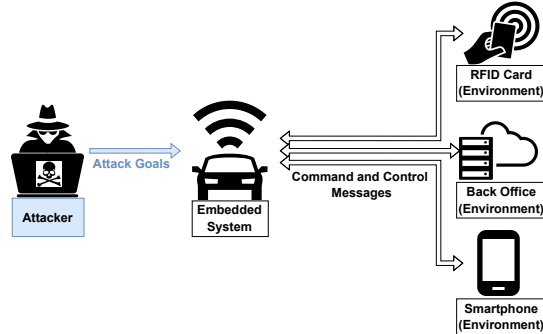 Attacker
Attack Goals
Embedded
System
Command and Control
Messages
RFID Card
(Environment)
Back Office
(Environment)
Smartphone
(Environment)